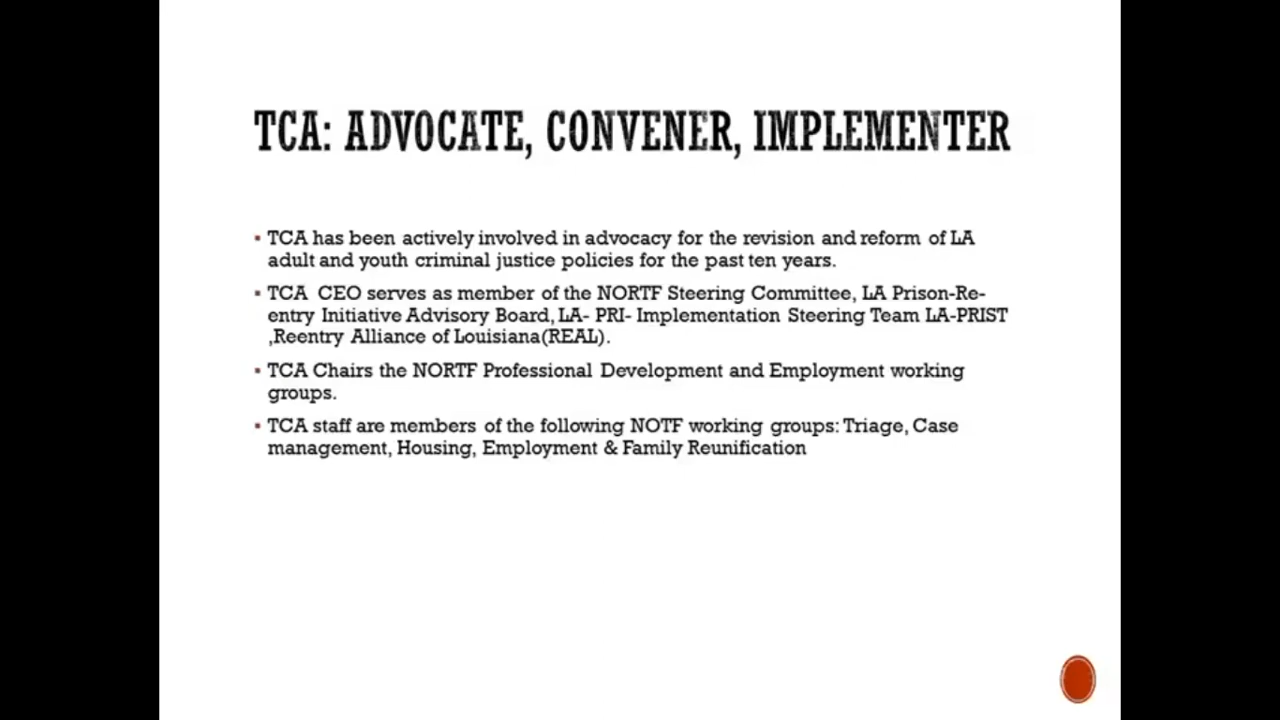 TCA: ADVOCATE, CONVENER, IMPLEMENTER
▪ TCA has been actively involved in advocacy for the revision and reform of LA
adult and youth criminal justice policies for the past ten years.
▪ TCA CEO serves as member of the NORTF Steering Committee, LA Prison-Re-
entry Initiative Advisory Board, LA- PRI- Implementation Steering Team LA-PRIST
,Reentry Alliance of Louisiana(REAL).
▪ TCA Chairs the NORTF Professional Development and Employment working
groups.
▪ TCA staff are members of the following NOTF working groups: Triage, Case
management, Housing, Employment & Family Reunification